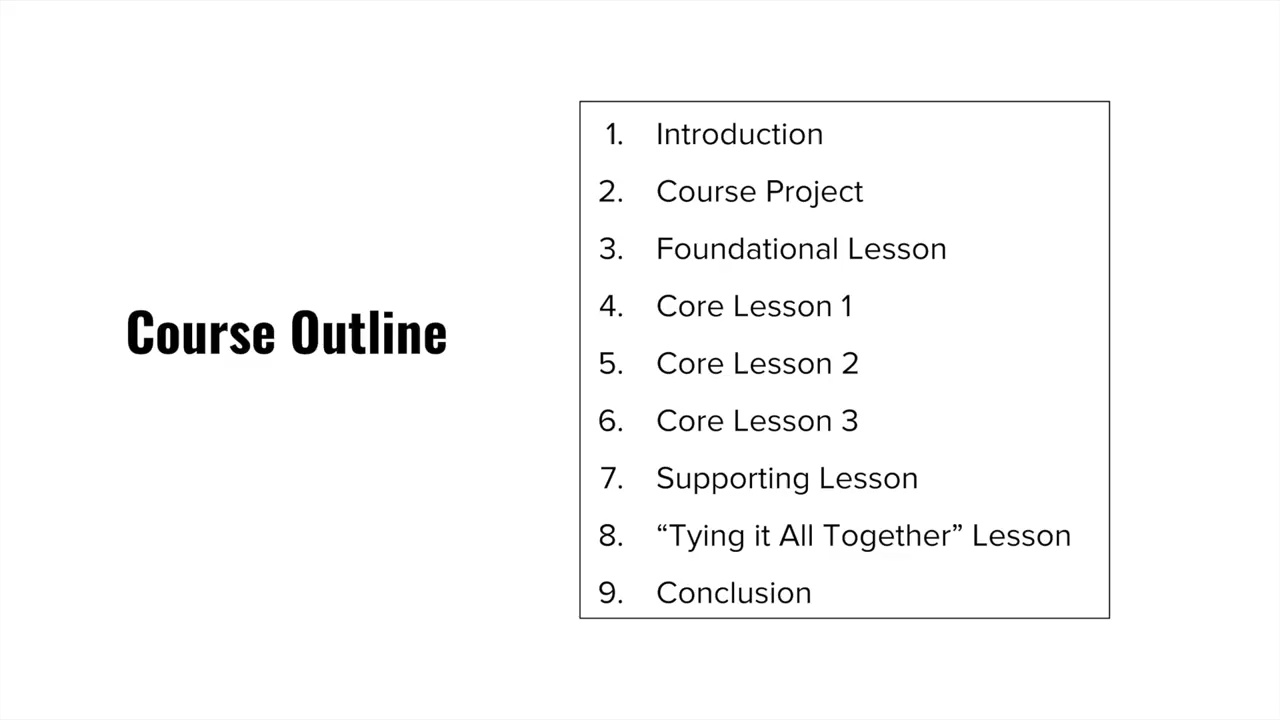 Course Outline
1. Introduction
2. Course Project
3. Foundational Lesson
4. Core Lesson 1
5. Core Lesson 2
6. Core Lesson 3
7. Supporting Lesson
8. “Tying it All Together” Lesson
9. Conclusion